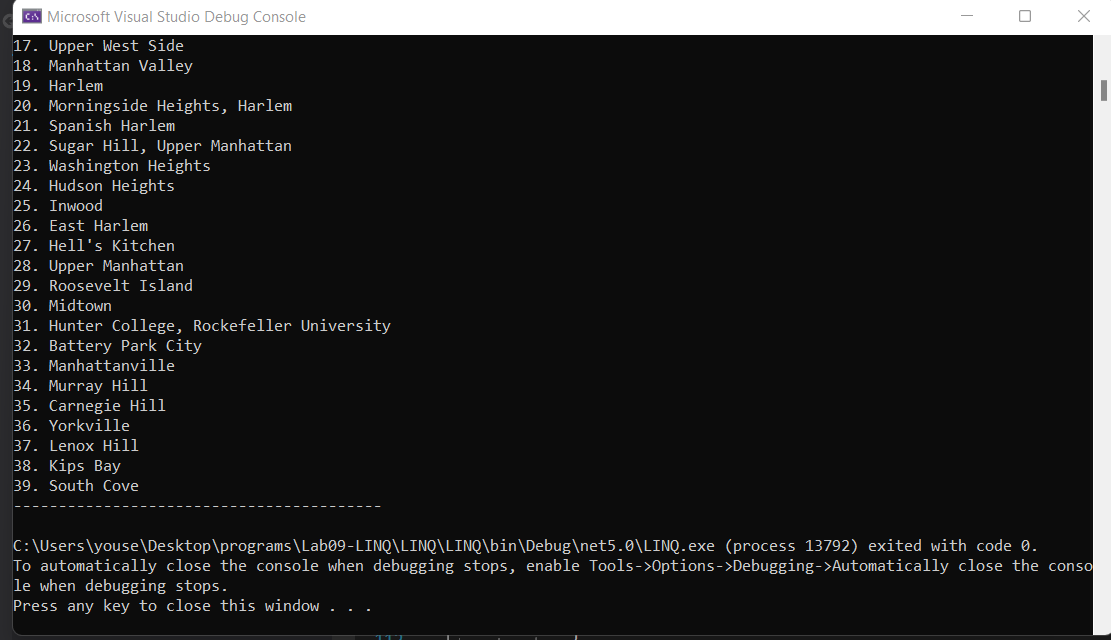 Microsoft Visual Studio Debug Console
17. Upper West Side
18. Manhattan Valley
19. Harlem
20. Morningside Heights, Harlem
21. Spanish Harlem
22. Sugar Hill, Upper Manhattan
23. Washington Heights
24. Hudson Heights
25. Inwood
26. East Harlem
27. Hell's Kitchen
28. Upper Manhattan
29. Roosevelt Island
30. Midtown
31. Hunter College, Rockefeller University
32. Battery Park City
33. Manhattanville
34. Murray Hill
35. Carnegie Hill
36. Yorkville
37. Lenox Hill
38. Kips Bay
39. South Cove
-----------------------------------------
C:\Users\youse\Desktop\programs\Lab09-LINQ\LINQ\LINQ\bin\Debug\net5.0\LINQ.exe (process 13792) exited with code 0.
To automatically close the console when debugging stops, enable Tools->Options->Debugging->Automatically close the conso
le when debugging stops.
Press any key to close this window . . .